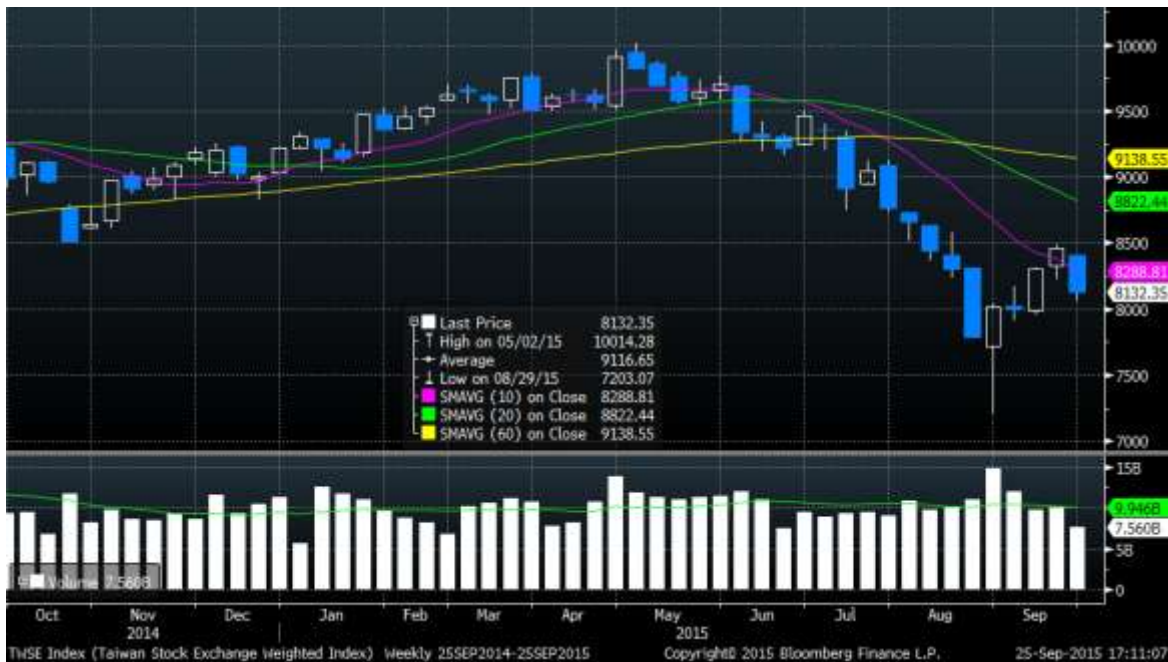 10000
9500
9138.55
9000
8822.44
8500
8288.81
8132.35
8000
7500
7000
Last Price 8132.35
High on 05/02/15 10014.28
Average 9116.65
Low on 08/29/15 7203.07
SMAVG (10) on Close 8288.81
SMAVG (20) on Close 8822.44
SMAVG (60) on Close 9138.55
15B
9.946B
7.560B
5B
0
Volume 7.560B
Oct Nov Dec Jan Feb Mar Apr May Jun Jul Aug Sep
2014 2015
TWSE Index (Taiwan Stock Exchange Weighted Index) Weekly 25SEP2014-25SEP2015 Copyright© 2015 Bloomberg Finance L.P. 25-Sep-2015 17:11:07